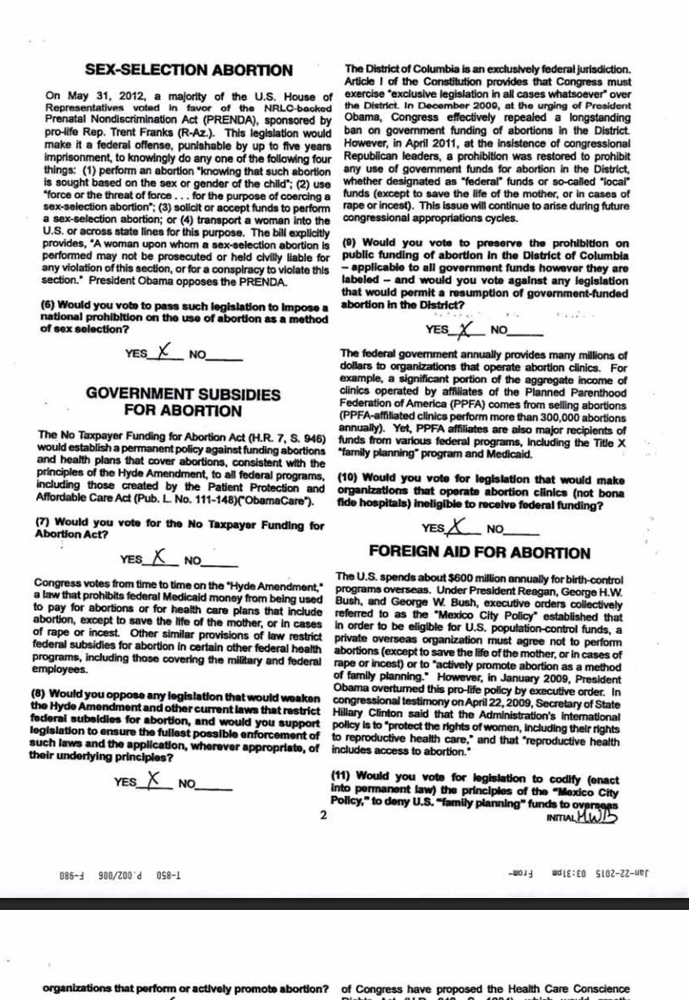 SEX-SELECTION ABORTION
On May 31, 2012, a majority of the U.S. House of
Representatives voted in favor of the NRLC-backed
Prenatal Nondiscrimination Act (PRENDA), sponsored by
pro-life Rep. Trent Franks (R-Az.). This legislation would
make it a federal offense, punishable by up to five years
imprisonment, to knowingly do any one of the following four
things: (1) perform an abortion "knowing that such abortion
is sought based on the sex or gender of the child"; (2) use
"force or the threat of force . . . for the purpose of coercing a
sex-selection abortion"; (3) solicit or accept funds to perform
a sex-selection abortion; or (4) transport a woman into the
U.S. or across state lines for this purpose. The bill explicitly
provides, "A woman upon whom a sex-selection abortion is
performed may not be prosecuted or held civilly liable for
any violation of this section, or for a conspiracy to violate this
section." President Obama opposes the PRENDA.
(6) Would you vote to pass such legislation to impose a
national prohibition on the use of abortion as a method
of sex selection?
YES X NO____
GOVERNMENT SUBSIDIES
FOR ABORTION
The No Taxpayer Funding for Abortion Act (H.R. 7, S. 946)
would establish a permanent policy against funding abortions
and health plans that cover abortions, consistent with the
principles of the Hyde Amendment, to all federal programs,
including those created by the Patient Protection and
Affordable Care Act (Pub. L. No. 111-148)("ObamaCare").
(7) Would you vote for the No Taxpayer Funding for
Abortion Act?
YES X NO____
Congress votes from time to time on the "Hyde Amendment,"
a law that prohibits federal Medicaid money from being used
to pay for abortions or for health care plans that include
abortion, except to save the life of the mother, or in cases
of rape or incest. Other similar provisions of law restrict
federal subsidies for abortion in certain other federal health
programs, including those covering the military and federal
employees.
(8) Would you oppose any legislation that would weaken
the Hyde Amendment and other current laws that restrict
federal subsidies for abortion, and would you support
legislation to ensure the fullest possible enforcement of
such laws and the application, wherever appropriate, of
their underlying principles?
YES X NO____
The District of Columbia is an exclusively federal jurisdiction.
Article I of the Constitution provides that Congress must
exercise "exclusive legislation in all cases whatsoever" over
the District. In December 2009, at the urging of President
Obama, Congress effectively repealed a longstanding
ban on government funding of abortions in the District.
However, in April 2011, at the insistence of congressional
Republican leaders, a prohibition was restored to prohibit
any use of government funds for abortion in the District,
whether designated as "federal" funds or so-called "local"
funds (except to save the life of the mother, or in cases of
rape or incest). This issue will continue to arise during future
congressional appropriations cycles.
(9) Would you vote to preserve the prohibition on
public funding of abortion in the District of Columbia
– applicable to all government funds however they are
labeled – and would you vote against any legislation
that would permit a resumption of government-funded
abortion in the District?
YES X NO____
The federal government annually provides many millions of
dollars to organizations that operate abortion clinics. For
example, a significant portion of the aggregate income of
clinics operated by affiliates of the Planned Parenthood
Federation of America (PPFA) comes from selling abortions
(PPFA-affiliated clinics perform more than 300,000 abortions
annually). Yet, PPFA affiliates are also major recipients of
funds from various federal programs, including the Title X
"family planning" program and Medicaid.
(10) Would you vote for legislation that would make
organizations that operate abortion clinics (not bona
fide hospitals) ineligible to receive federal funding?
YES X NO____
FOREIGN AID FOR ABORTION
The U.S. spends about $600 million annually for birth-control
programs overseas. Under President Reagan, George H.W.
Bush, and George W. Bush, executive orders collectively
referred to as the "Mexico City Policy" established that
in order to be eligible for U.S. population-control funds, a
private overseas organization must agree not to perform
abortions (except to save the life of the mother, or in cases of
rape or incest) or to "actively promote abortion as a method
of family planning." However, in January 2009, President
Obama overturned this pro-life policy by executive order. In
congressional testimony on April 22, 2009, Secretary of State
Hillary Clinton said that the Administration's international
policy is to "protect the rights of women, including their rights
to reproductive health care," and that "reproductive health
includes access to abortion."
(11) Would you vote for legislation to codify (enact
into permanent law) the principles of the "Mexico City
Policy," to deny U.S. "family planning" funds to overseas
2
INITIAL HWB
Jan-22-2015 03:31pm From-
T-850 P.002/006 F-980
organizations that perform or actively promote abortion?
of Congress have proposed the Health Care Conscience